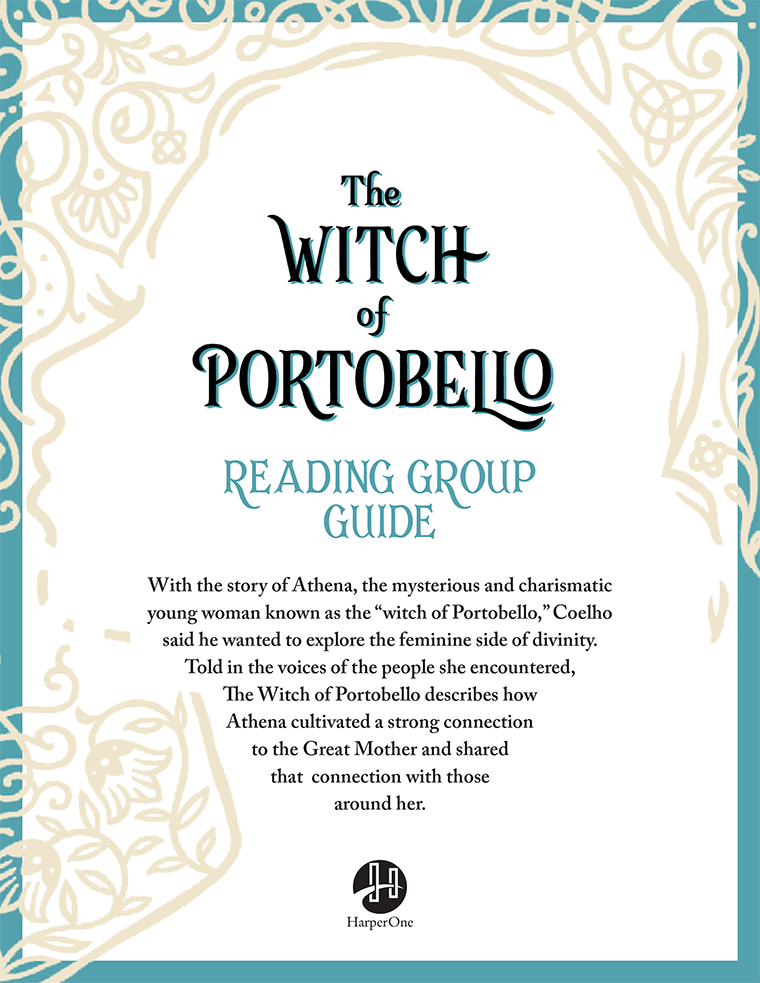 The
WITCH
of
PORTOBELLO
READING GROUP
GUIDE
With the story of Athena, the mysterious and charismatic
young woman known as the “witch of Portobello,” Coelho
said he wanted to explore the feminine side of divinity.
Told in the voices of the people she encountered,
The Witch of Portobello describes how
Athena cultivated a strong connection
to the Great Mother and shared
that connection with those
around her.
H
HarperOne